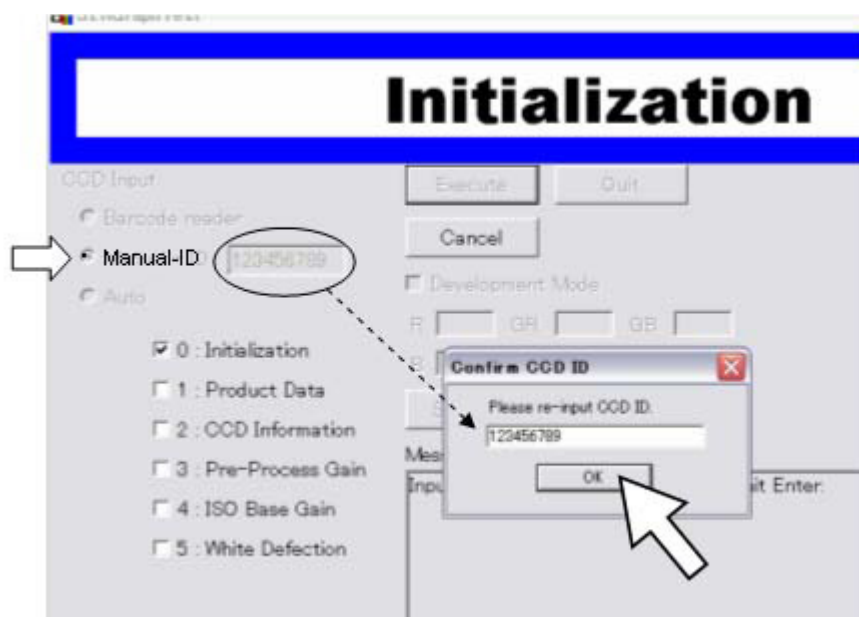 Initialization
CCD Input
Execute
Quit
Barcode reader
Cancel
Manual-ID
123456789
Development Mode
Auto
R
GR
GB
0 : Initialization
Confirm CCD ID
1 : Product Data
Please re-input CCD ID.
123456789
2 : CCD Information
3 : Pre-Process Gain
OK
4 : ISO Base Gain
5 : White Defection